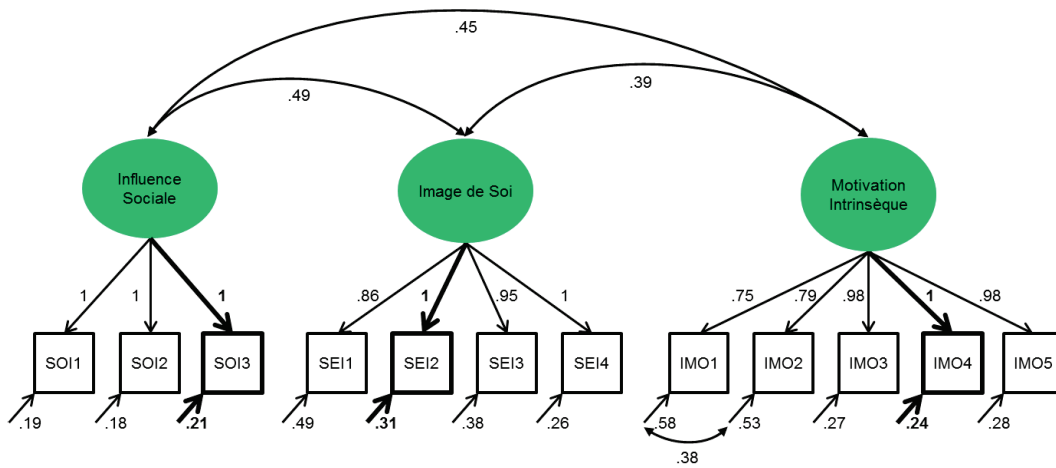 .45
.49
.39
Influence
Sociale
Image de Soi
Motivation
Intrinsèque
1
1
1
.86
1
.95
1
.75
.79
.98
1
.98
SOI1
SOI2
SOI3
SEI1
SEI2
SEI3
SEI4
IMO1
IMO2
IMO3
IMO4
IMO5
.19
.18
.21
.49
.31
.38
.26
.58
.53
.27
.24
.28
.38